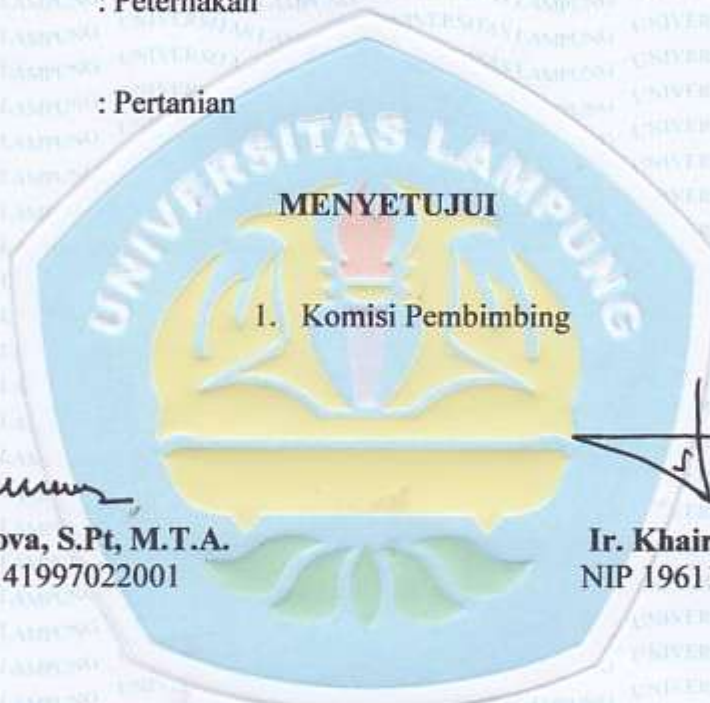 : Peternakan
: Pertanian
UNIVERSITAS LAMPUNG
MENYETUJUI
1. Komisi Pembimbing
ova, S.Pt, M.T.A.
41997022001
Ir. Khair
NIP 1961